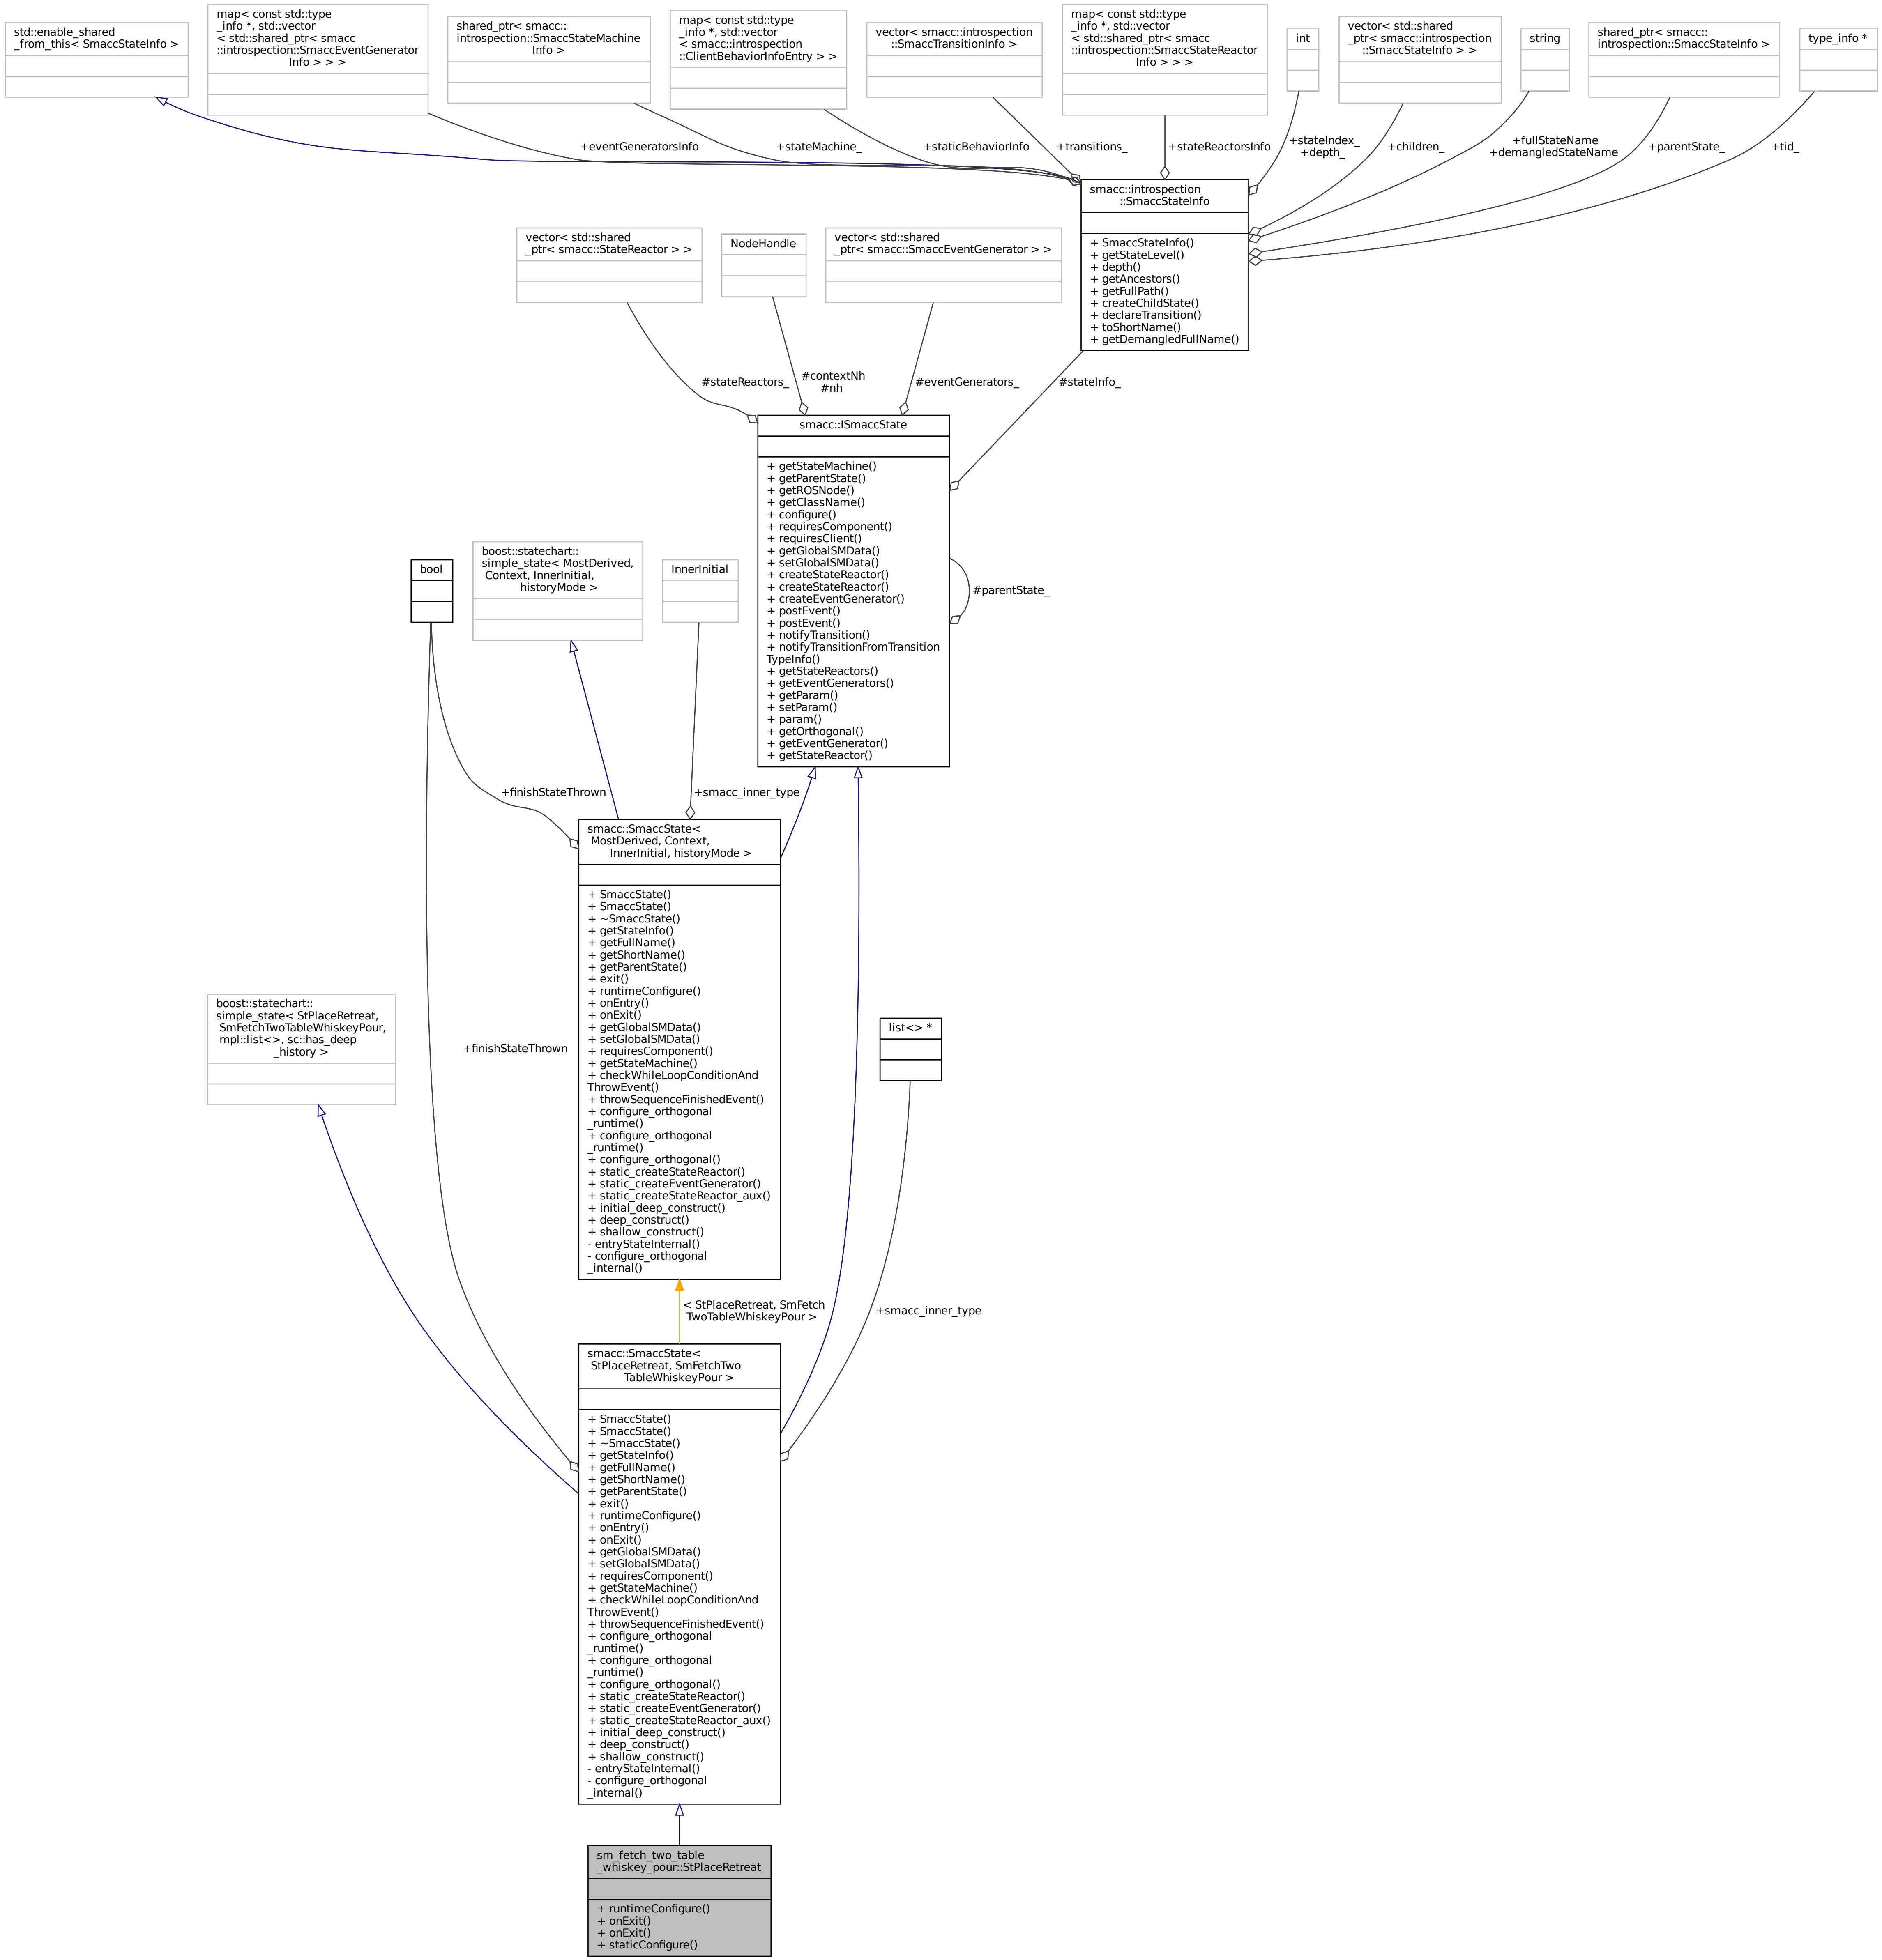 std::enable_shared
_from_this< SmaccStateInfo >
map< const std::type
_info *, std::vector
< std::shared_ptr< smacc
::introspection::SmaccEventGenerator
Info > > >
shared_ptr< smacc::
introspection::SmaccStateMachine
Info >
map< const std::type
_info *, std::vector
< smacc::introspection
::ClientBehaviorInfoEntry > >
vector< smacc::introspection
::SmaccTransitionInfo >
map< const std::type
_info *, std::vector
< std::shared_ptr< smacc
::introspection::SmaccStateReactor
Info > > >
int
vector< std::shared
_ptr< smacc::introspection
::SmaccStateInfo > >
string
shared_ptr< smacc::
introspection::SmaccStateInfo >
type_info *
+eventGeneratorsInfo
+stateMachine_
+staticBehaviorInfo
+transitions_
+stateReactorsInfo
+stateIndex_
+depth_
+children_
+fullStateName
+demangledStateName
+parentState_
+tid_
smacc::introspection
::SmaccStateInfo
+ SmaccStateInfo()
+ getStateLevel()
+ depth()
+ getAncestors()
+ getFullPath()
+ createChildState()
+ declareTransition()
+ toShortName()
+ getDemangledFullName()
vector< std::shared
_ptr< smacc::StateReactor > >
NodeHandle
vector< std::shared
_ptr< smacc::SmaccEventGenerator > >
#stateReactors_
#contextNh
#nh
#eventGenerators_
#stateInfo_
smacc::ISmaccState
+ getStateMachine()
+ getParentState()
+ getROSNode()
+ getClassName()
+ configure()
+ requiresComponent()
+ requiresClient()
+ getGlobalSMData()
+ setGlobalSMData()
+ createStateReactor()
+ createStateReactor()
+ createEventGenerator()
+ postEvent()
+ postEvent()
+ notifyTransition()
+ notifyTransitionFromTransition
TypeInfo()
+ getStateReactors()
+ getEventGenerators()
+ getParam()
+ setParam()
+ param()
+ getOrthogonal()
+ getEventGenerator()
+ getStateReactor()
#parentState_
bool
boost::statechart::
simple_state< MostDerived,
Context, InnerInitial,
historyMode >
InnerInitial
+finishStateThrown
+smacc_inner_type
smacc::SmaccState<
MostDerived, Context,
InnerInitial, historyMode >
+ SmaccState()
+ SmaccState()
+ ~SmaccState()
+ getStateInfo()
+ getFullName()
+ getShortName()
+ getParentState()
+ exit()
+ runtimeConfigure()
+ onEntry()
+ onExit()
+ getGlobalSMData()
+ setGlobalSMData()
+ requiresComponent()
+ getStateMachine()
+ checkWhileLoopConditionAnd
ThrowEvent()
+ throwSequenceFinishedEvent()
+ configure_orthogonal
_runtime()
+ configure_orthogonal
_runtime()
+ configure_orthogonal()
+ static_createStateReactor()
+ static_createEventGenerator()
+ static_createStateReactor_aux()
+ initial_deep_construct()
+ deep_construct()
+ shallow_construct()
- entryStateInternal()
- configure_orthogonal
_internal()
boost::statechart::
simple_state< StPlaceRetreat,
SmFetchTwoTableWhiskeyPour,
mpl::list<>, sc::has_deep
_history >
+finishStateThrown
list<> *
< StPlaceRetreat, SmFetch
TwoTableWhiskeyPour >
+smacc_inner_type
smacc::SmaccState<
StPlaceRetreat, SmFetchTwo
TableWhiskeyPour >
+ SmaccState()
+ SmaccState()
+ ~SmaccState()
+ getStateInfo()
+ getFullName()
+ getShortName()
+ getParentState()
+ exit()
+ runtimeConfigure()
+ onEntry()
+ onExit()
+ getGlobalSMData()
+ setGlobalSMData()
+ requiresComponent()
+ getStateMachine()
+ checkWhileLoopConditionAnd
ThrowEvent()
+ throwSequenceFinishedEvent()
+ configure_orthogonal
_runtime()
+ configure_orthogonal
_runtime()
+ configure_orthogonal()
+ static_createStateReactor()
+ static_createEventGenerator()
+ static_createStateReactor_aux()
+ initial_deep_construct()
+ deep_construct()
+ shallow_construct()
- entryStateInternal()
- configure_orthogonal
_internal()
sm_fetch_two_table
_whiskey_pour::StPlaceRetreat
+ runtimeConfigure()
+ onExit()
+ onExit()
+ staticConfigure()